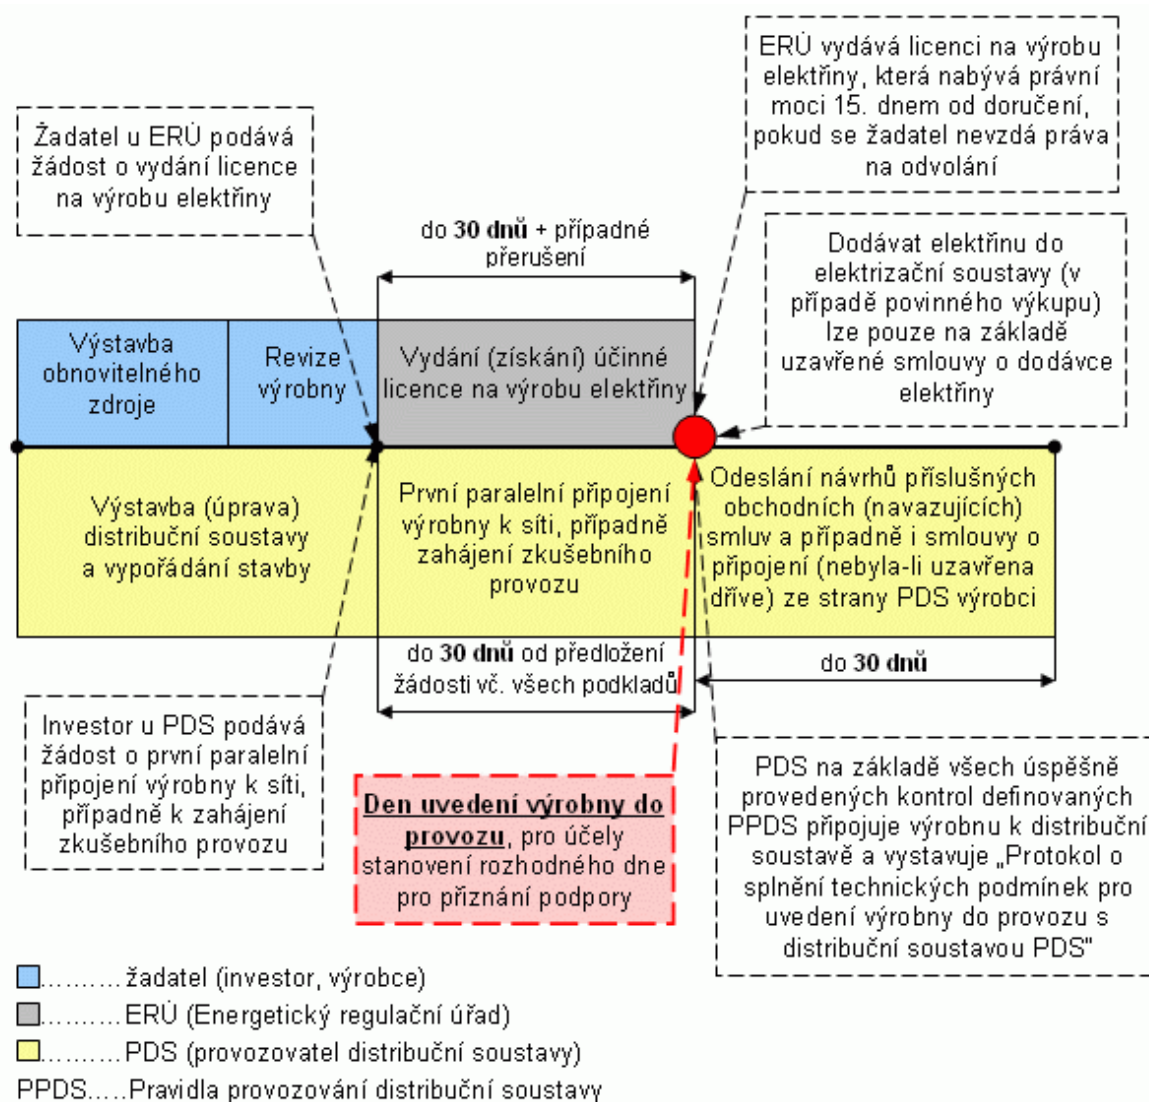 ERÚ vydává licenci na výrobu
elektřiny, která nabývá právní
moci 15. dnem od doručení,
pokud se žadatel nevzdá práva
na odvolání
Žadatel u ERÚ podává
žádost o vydání licence
na výrobu elektřiny
do 30 dnů + případné
přerušení
Dodávat elektřinu do
elektrizační soustavy (v
případě povinného výkupu)
lze pouze na základě
uzavřené smlouvy o dodávce
elektřiny
Výstavba
obnovitelného
zdroje
Revize
výrobny
Vydání (získání) účinné
licence na výrobu elektřiny
Výstavba (úprava)
distribuční soustavy
a vypořádání stavby
První paralelní připojení
výrobny k síti, případně
zahájení zkušebního
provozu
Odeslání návrhů příslušných
obchodních (navazujících)
smluv a případně i smlouvy o
připojení (nebyla-li uzavřena
dříve) ze strany PDS výrobci
do 30 dnů od předložení
žádosti vč. všech podkladů
do 30 dnů
Investor u PDS podává
žádost o první paralelní
připojení výrobny k síti,
případně k zahájení
zkušebního provozu
Den uvedení výrobny do
provozu, pro účely
stanovení rozhodného dne
pro přiznání podpory
PDS na základě všech úspěšně
provedených kontrol definovaných
PPDS připojuje výrobnu k distribuční
soustavě a vystavuje „Protokol o
splnění technických podmínek pro
uvedení výrobny do provozu s
distribuční soustavou PDS"
.......... žadatel (investor, výrobce)
.......... ERÚ (Energetický regulační úřad)
.......... PDS (provozovatel distribuční soustavy)
PPDS.....Pravidla provozování distribuční soustavy